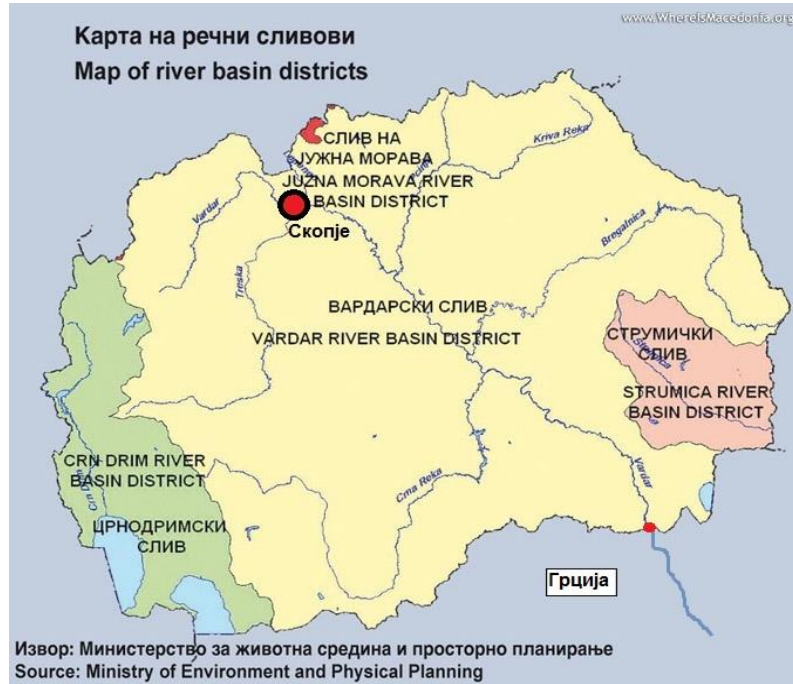 www.WhereIsMacedonia.org
Карта на речни сливови
Map of river basin districts
СЛИВ НА
ЈУЖНА МОРАВА
JUZNA MORAVA RIVER
BASIN DISTRICT
Kriva Reka
Vardar
Скопје
Treska
Bregalnica
ВАРДАРСКИ СЛИВ
VARDAR RIVER BASIN DISTRICT
СТРУМИЧКИ
СЛИВ
STRUMICA RIVER
BASIN DISTRICT
CRN DRIM RIVER
BASIN DISTRICT
Crna Reka
Vardar
ЦРНОДРИМСКИ
СЛИВ
Грција
Извор: Министерство за животна средина и просторно планирање
Source: Ministry of Environment and Physical Planning